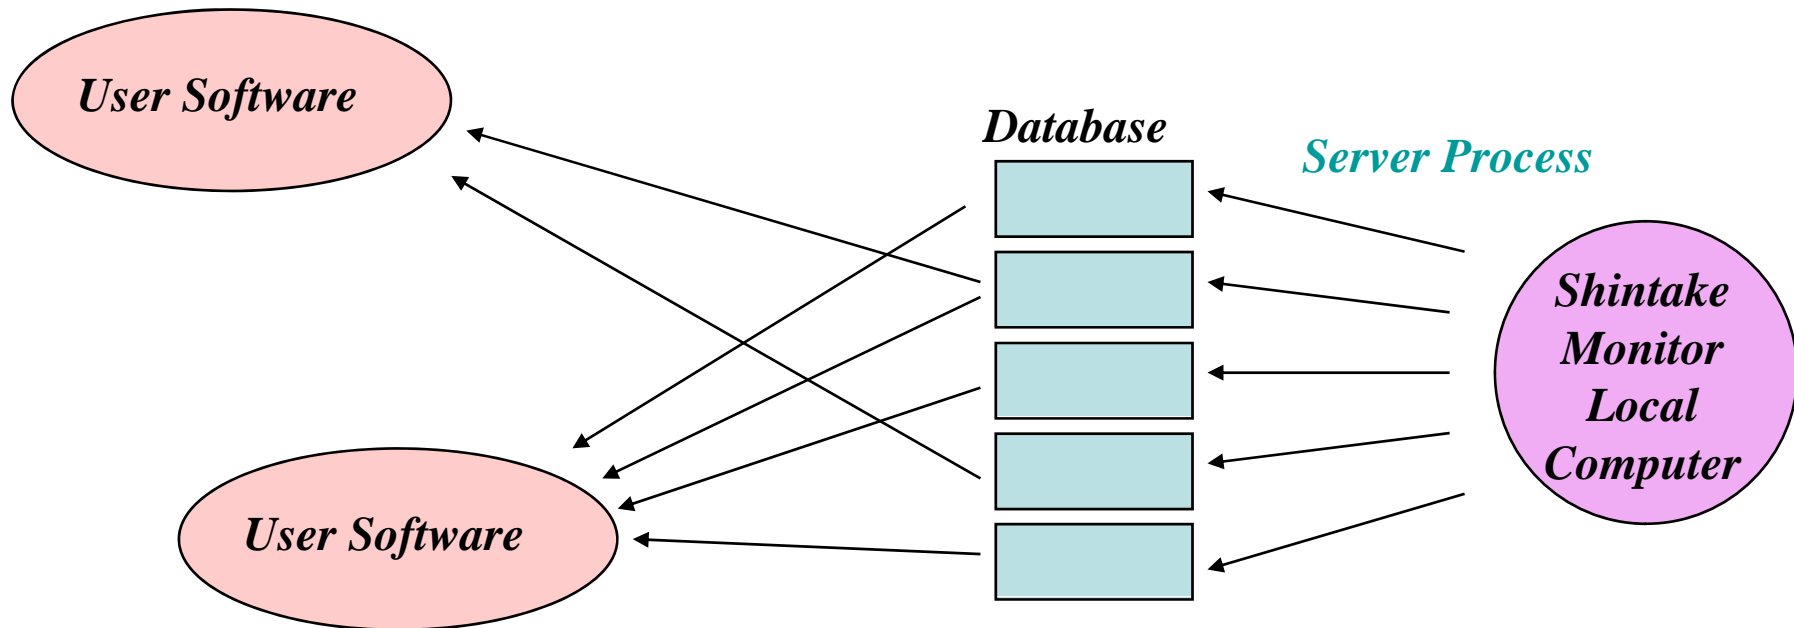 User Software
Database
Server Process
Shintake
Monitor
Local
Computer
User Software